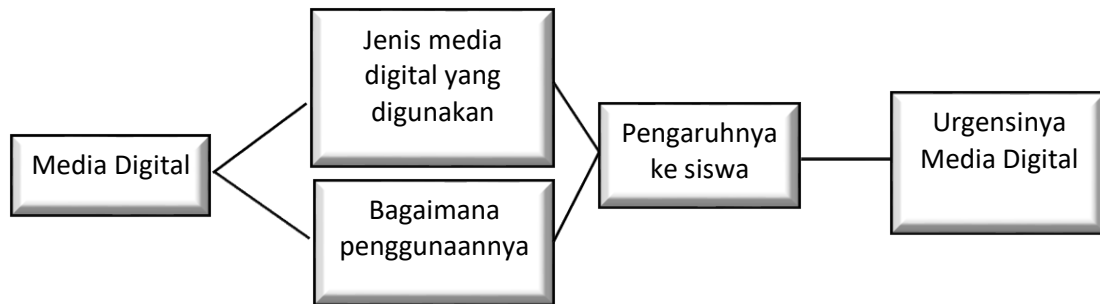 Media Digital
Jenis media
digital yang
digunakan
Bagaimana
penggunaannya
Pengaruhnya
ke siswa
Urgensinya
Media Digital